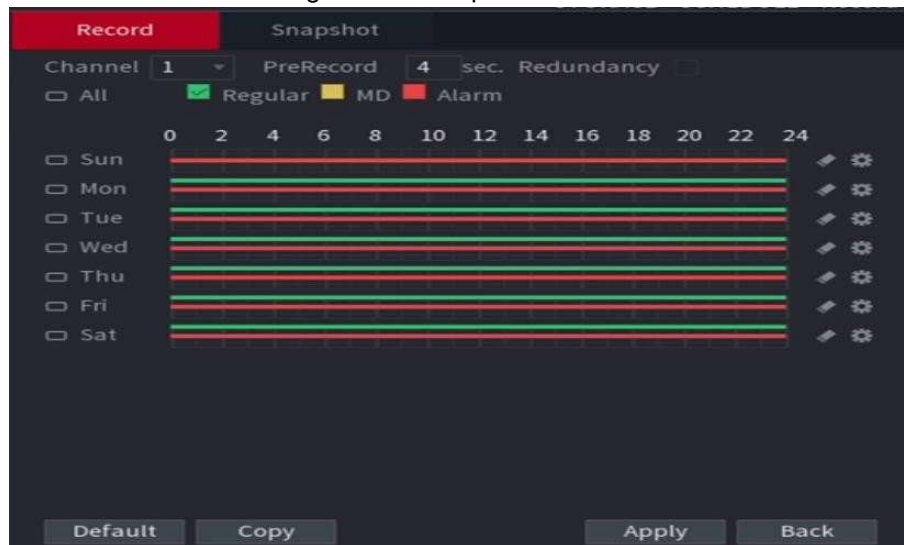 Record Snapshot
Channel 1 PreRecord 4 sec. Redundancy
All Regular MD Alarm
0 2 4 6 8 10 12 14 16 18 20 22 24
Sun
Mon
Tue
Wed
Thu
Fri
Sat
Default Copy Apply Back